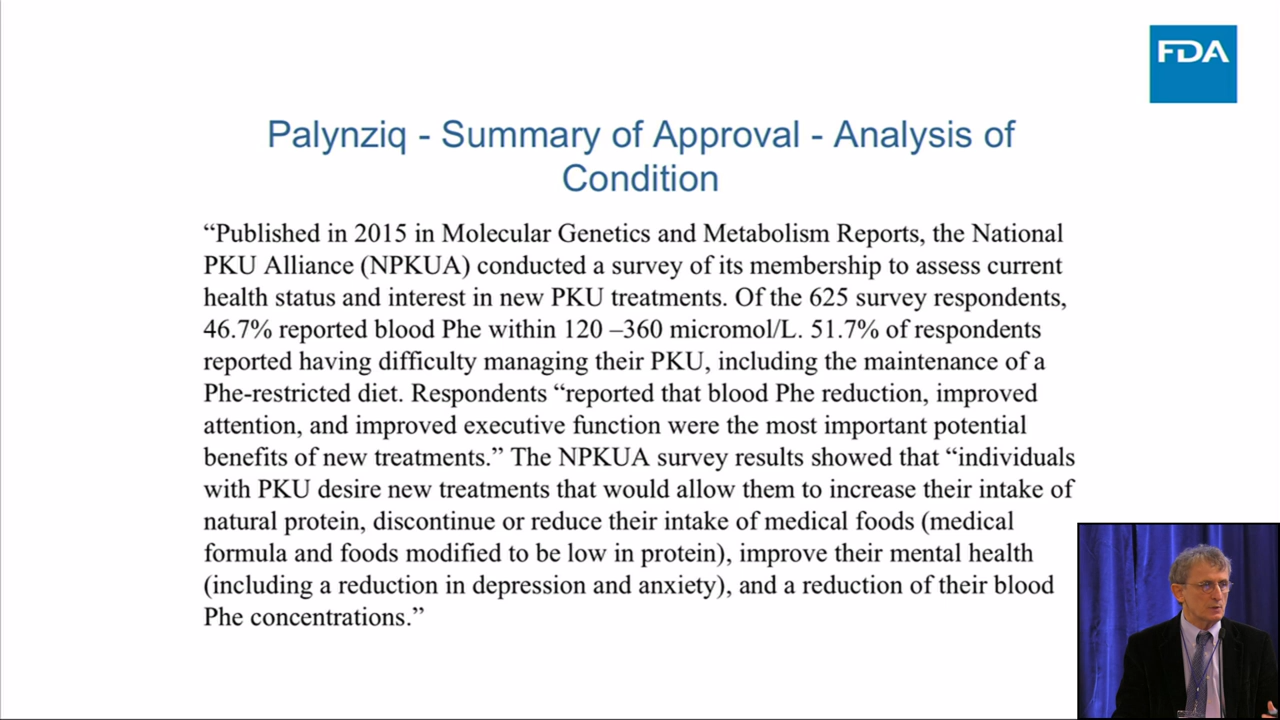 FDA
Palynziq - Summary of Approval - Analysis of
Condition
“Published in 2015 in Molecular Genetics and Metabolism Reports, the National
PKU Alliance (NPKUA) conducted a survey of its membership to assess current
health status and interest in new PKU treatments. Of the 625 survey respondents,
46.7% reported blood Phe within 120 –360 micromol/L. 51.7% of respondents
reported having difficulty managing their PKU, including the maintenance of a
Phe-restricted diet. Respondents “reported that blood Phe reduction, improved
attention, and improved executive function were the most important potential
benefits of new treatments.” The NPKUA survey results showed that “individuals
with PKU desire new treatments that would allow them to increase their intake of
natural protein, discontinue or reduce their intake of medical foods (medical
formula and foods modified to be low in protein), improve their mental health
(including a reduction in depression and anxiety), and a reduction of their blood
Phe concentrations.”